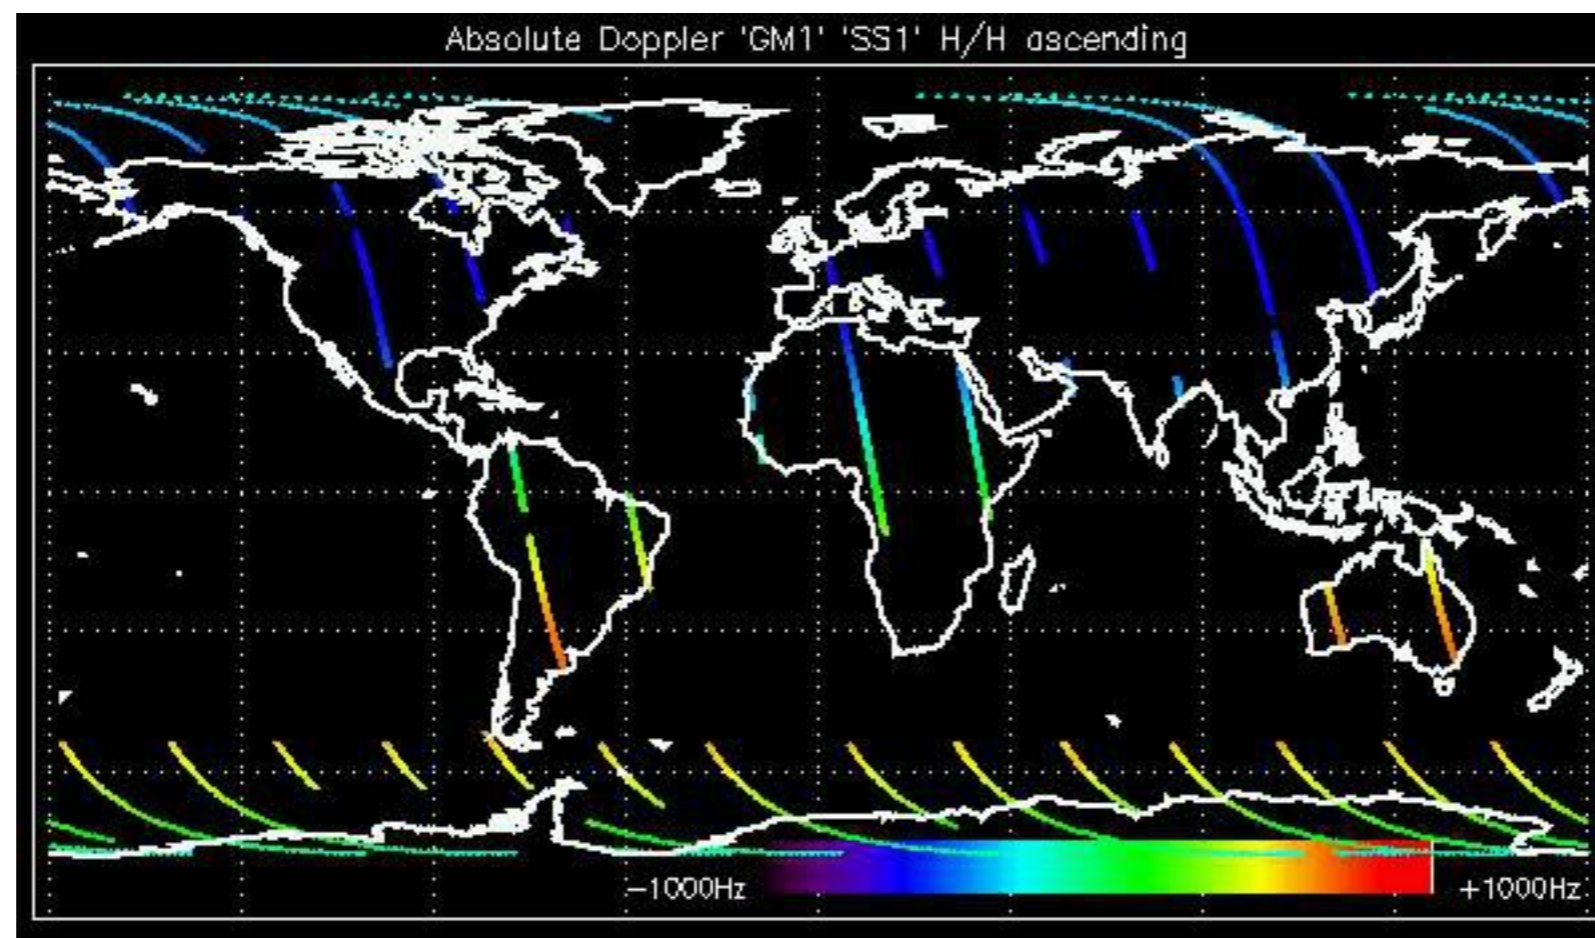 Absolute Doppler 'GM1' 'SS1' H/H ascending
−1000Hz
+1000Hz